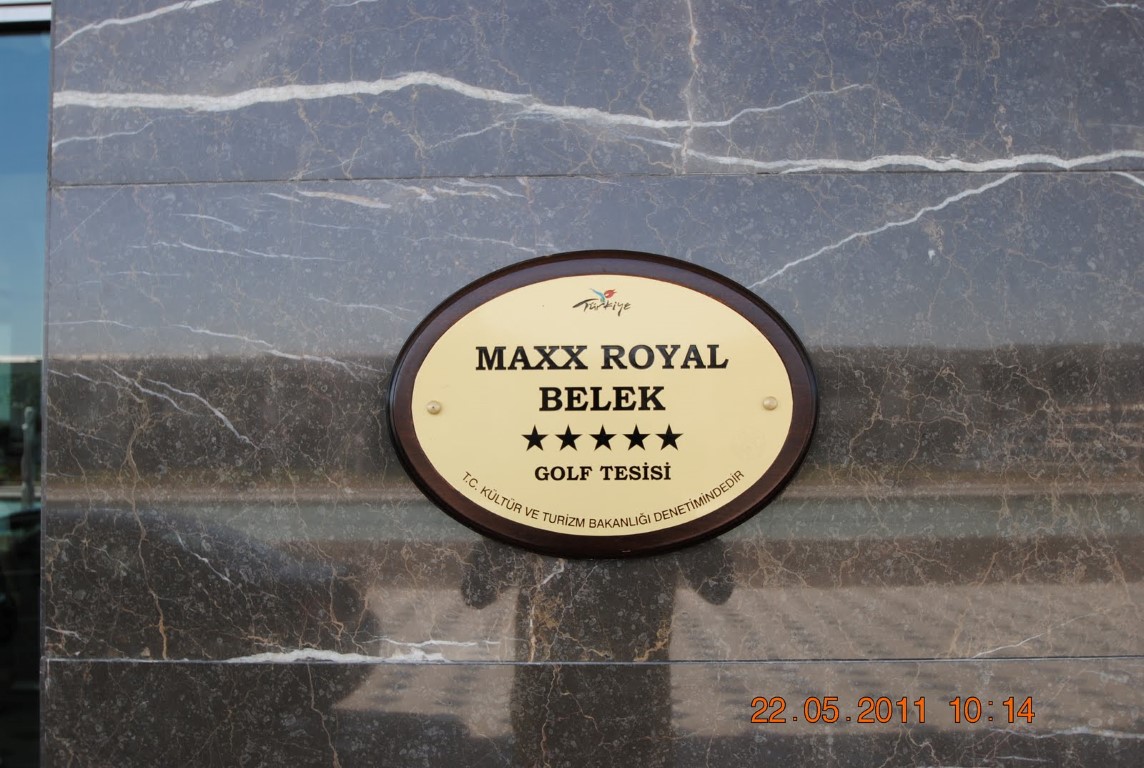 Türkiye
MAXX ROYAL
BELEK
★★★★★
GOLF TESİSİ
T.C. KÜLTÜR VE TURİZM BAKANLIĞI DENETİMİNDEDİR
22.05.2011 10:14